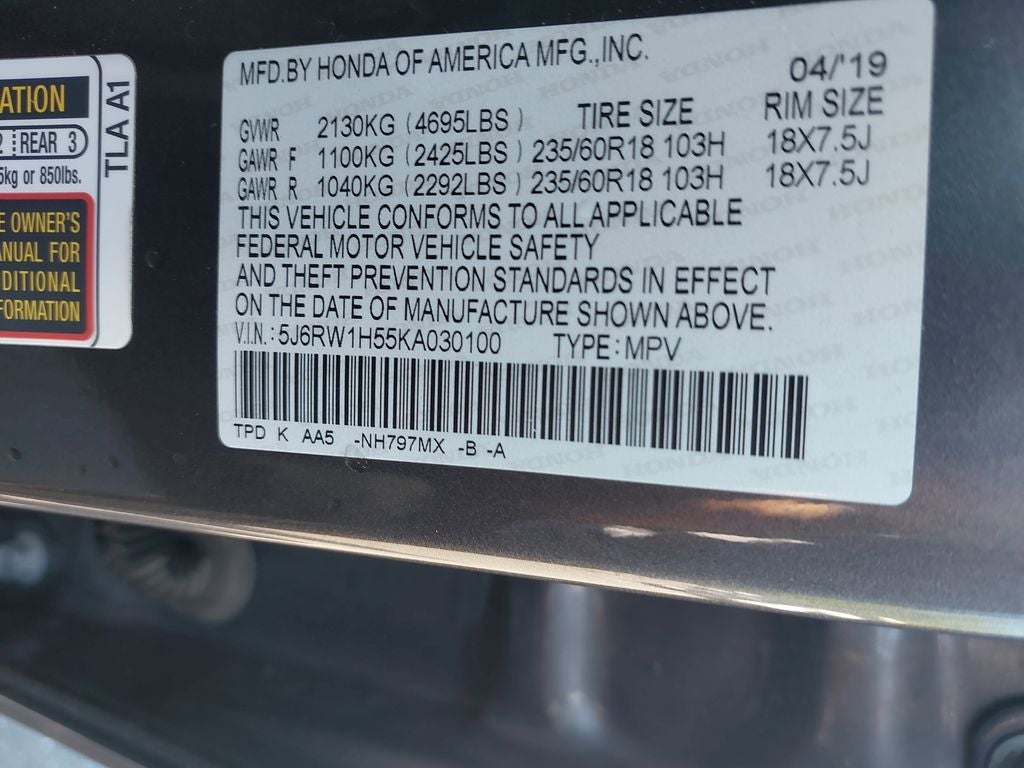 ATION
2 REAR 3
5kg or 850lbs.
E OWNER'S
ANUAL FOR
DITIONAL
FORMATION
TLA A1
MFD.BY HONDA OF AMERICA MFG.,INC.
04/'19
GVWR 2130KG (4695LBS ) TIRE SIZE RIM SIZE
GAWR F 1100KG (2425LBS ) 235/60R18 103H 18X7.5J
GAWR R 1040KG (2292LBS ) 235/60R18 103H 18X7.5J
THIS VEHICLE CONFORMS TO ALL APPLICABLE
FEDERAL MOTOR VEHICLE SAFETY
AND THEFT PREVENTION STANDARDS IN EFFECT
ON THE DATE OF MANUFACTURE SHOWN ABOVE.
V.I.N.: 5J6RW1H55KA030100 TYPE: MPV
TPD K AA5 -NH797MX -B -A